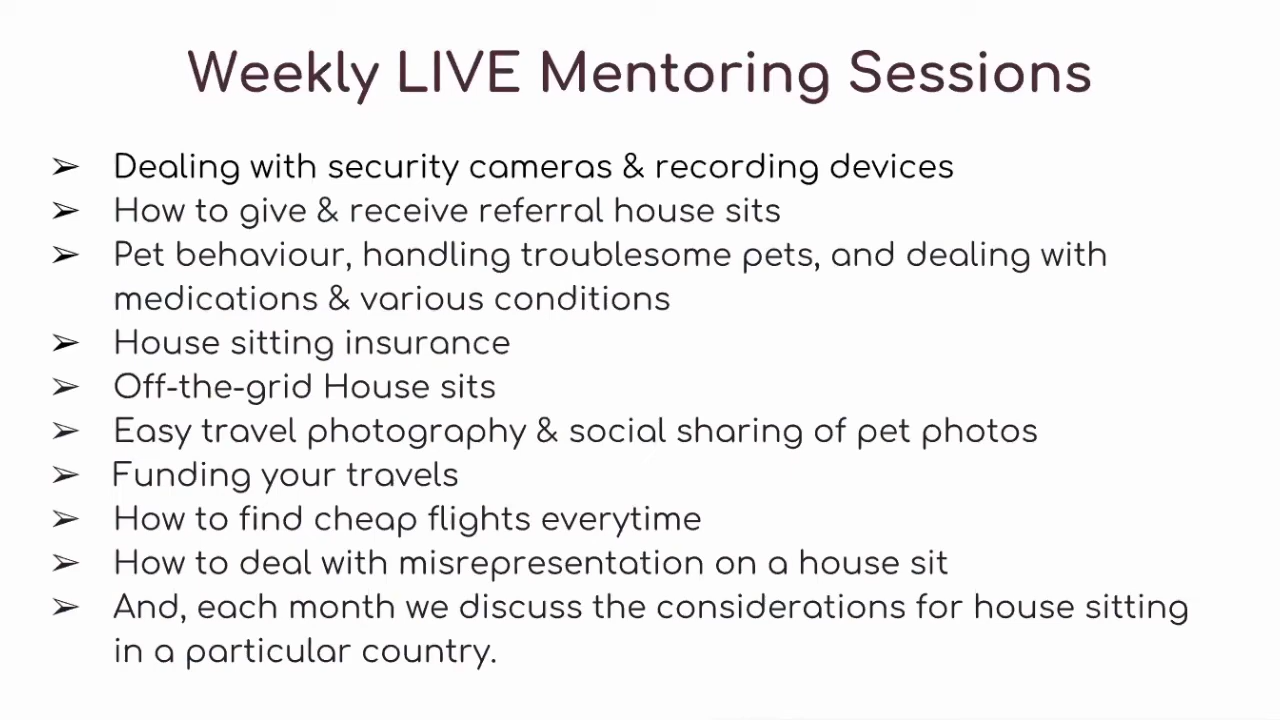 Weekly LIVE Mentoring Sessions
➢ Dealing with security cameras & recording devices
➢ How to give & receive referral house sits
➢ Pet behaviour, handling troublesome pets, and dealing with
medications & various conditions
➢ House sitting insurance
➢ Off-the-grid House sits
➢ Easy travel photography & social sharing of pet photos
➢ Funding your travels
➢ How to find cheap flights everytime
➢ How to deal with misrepresentation on a house sit
➢ And, each month we discuss the considerations for house sitting
in a particular country.